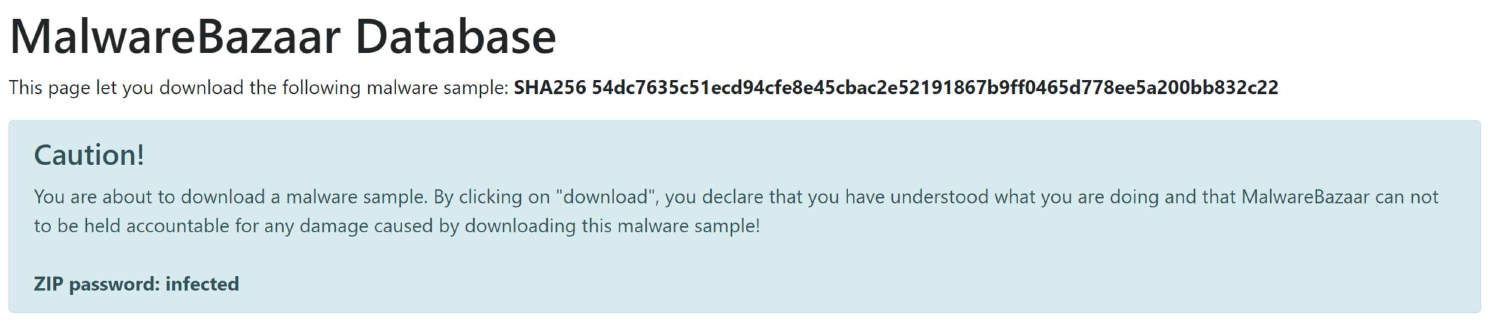 MalwareBazaar Database
This page let you download the following malware sample: SHA256 54dc7635c51ecd94cfe8e45cbac2e52191867b9ff0465d778ee5a200bb832c22
Caution!
You are about to download a malware sample. By clicking on "download", you declare that you have understood what you are doing and that MalwareBazaar can not
to be held accountable for any damage caused by downloading this malware sample!
ZIP password: infected